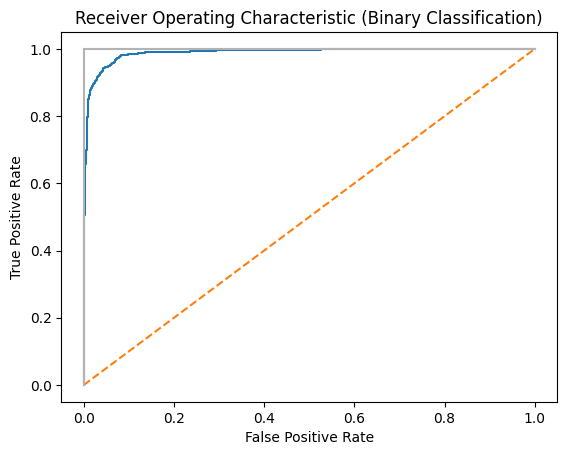 Receiver Operating Characteristic (Binary Classification)
True Positive Rate
1.0
0.8
0.6
0.4
0.2
0.0
0.0 0.2 0.4 0.6 0.8 1.0
False Positive Rate